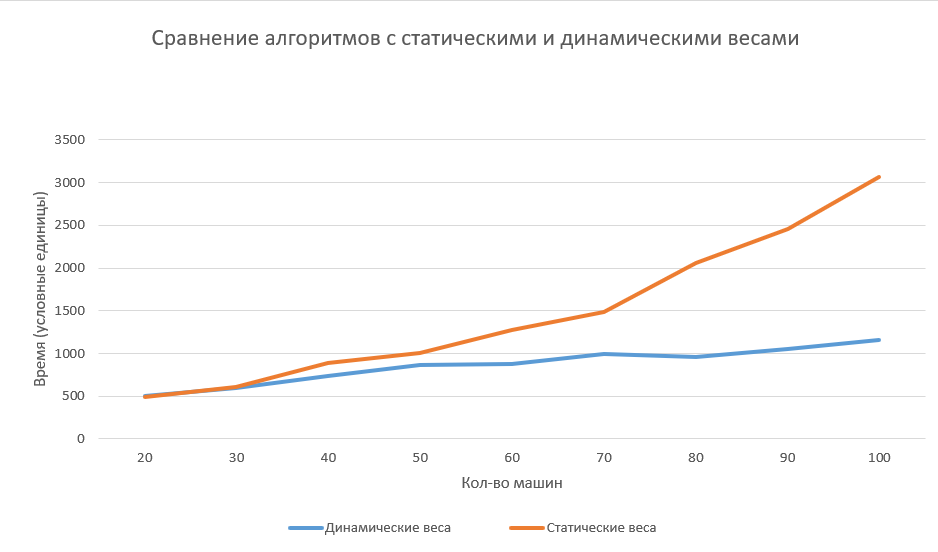 Сравнение алгоритмов с статическими и динамическими весами
Время (условные единицы)
3500
3000
2500
2000
1500
1000
500
0
20 30 40 50 60 70 80 90 100
Кол-во машин
Динамические веса Статические веса